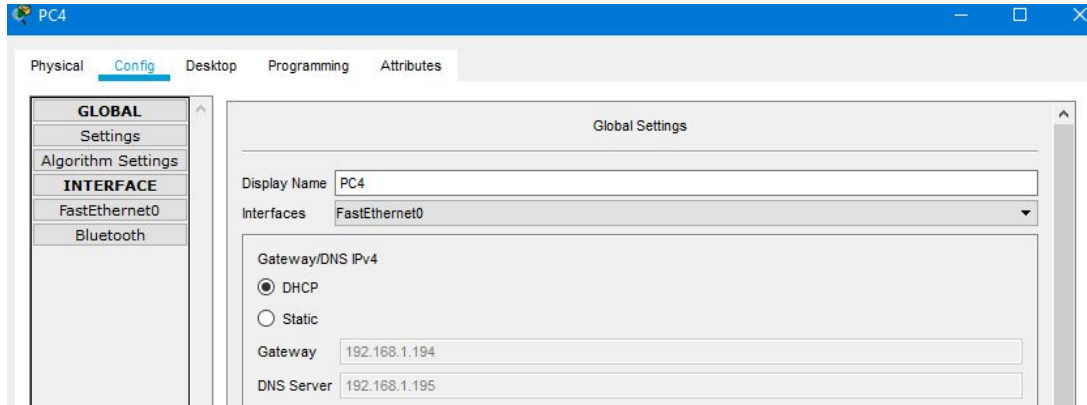 PC4
Physical Config Desktop Programming Attributes
GLOBAL
Settings
Algorithm Settings
INTERFACE
FastEthernet0
Bluetooth
Global Settings
Display Name PC4
Interfaces FastEthernet0
Gateway/DNS IPv4
DHCP
Static
Gateway 192.168.1.194
DNS Server 192.168.1.195